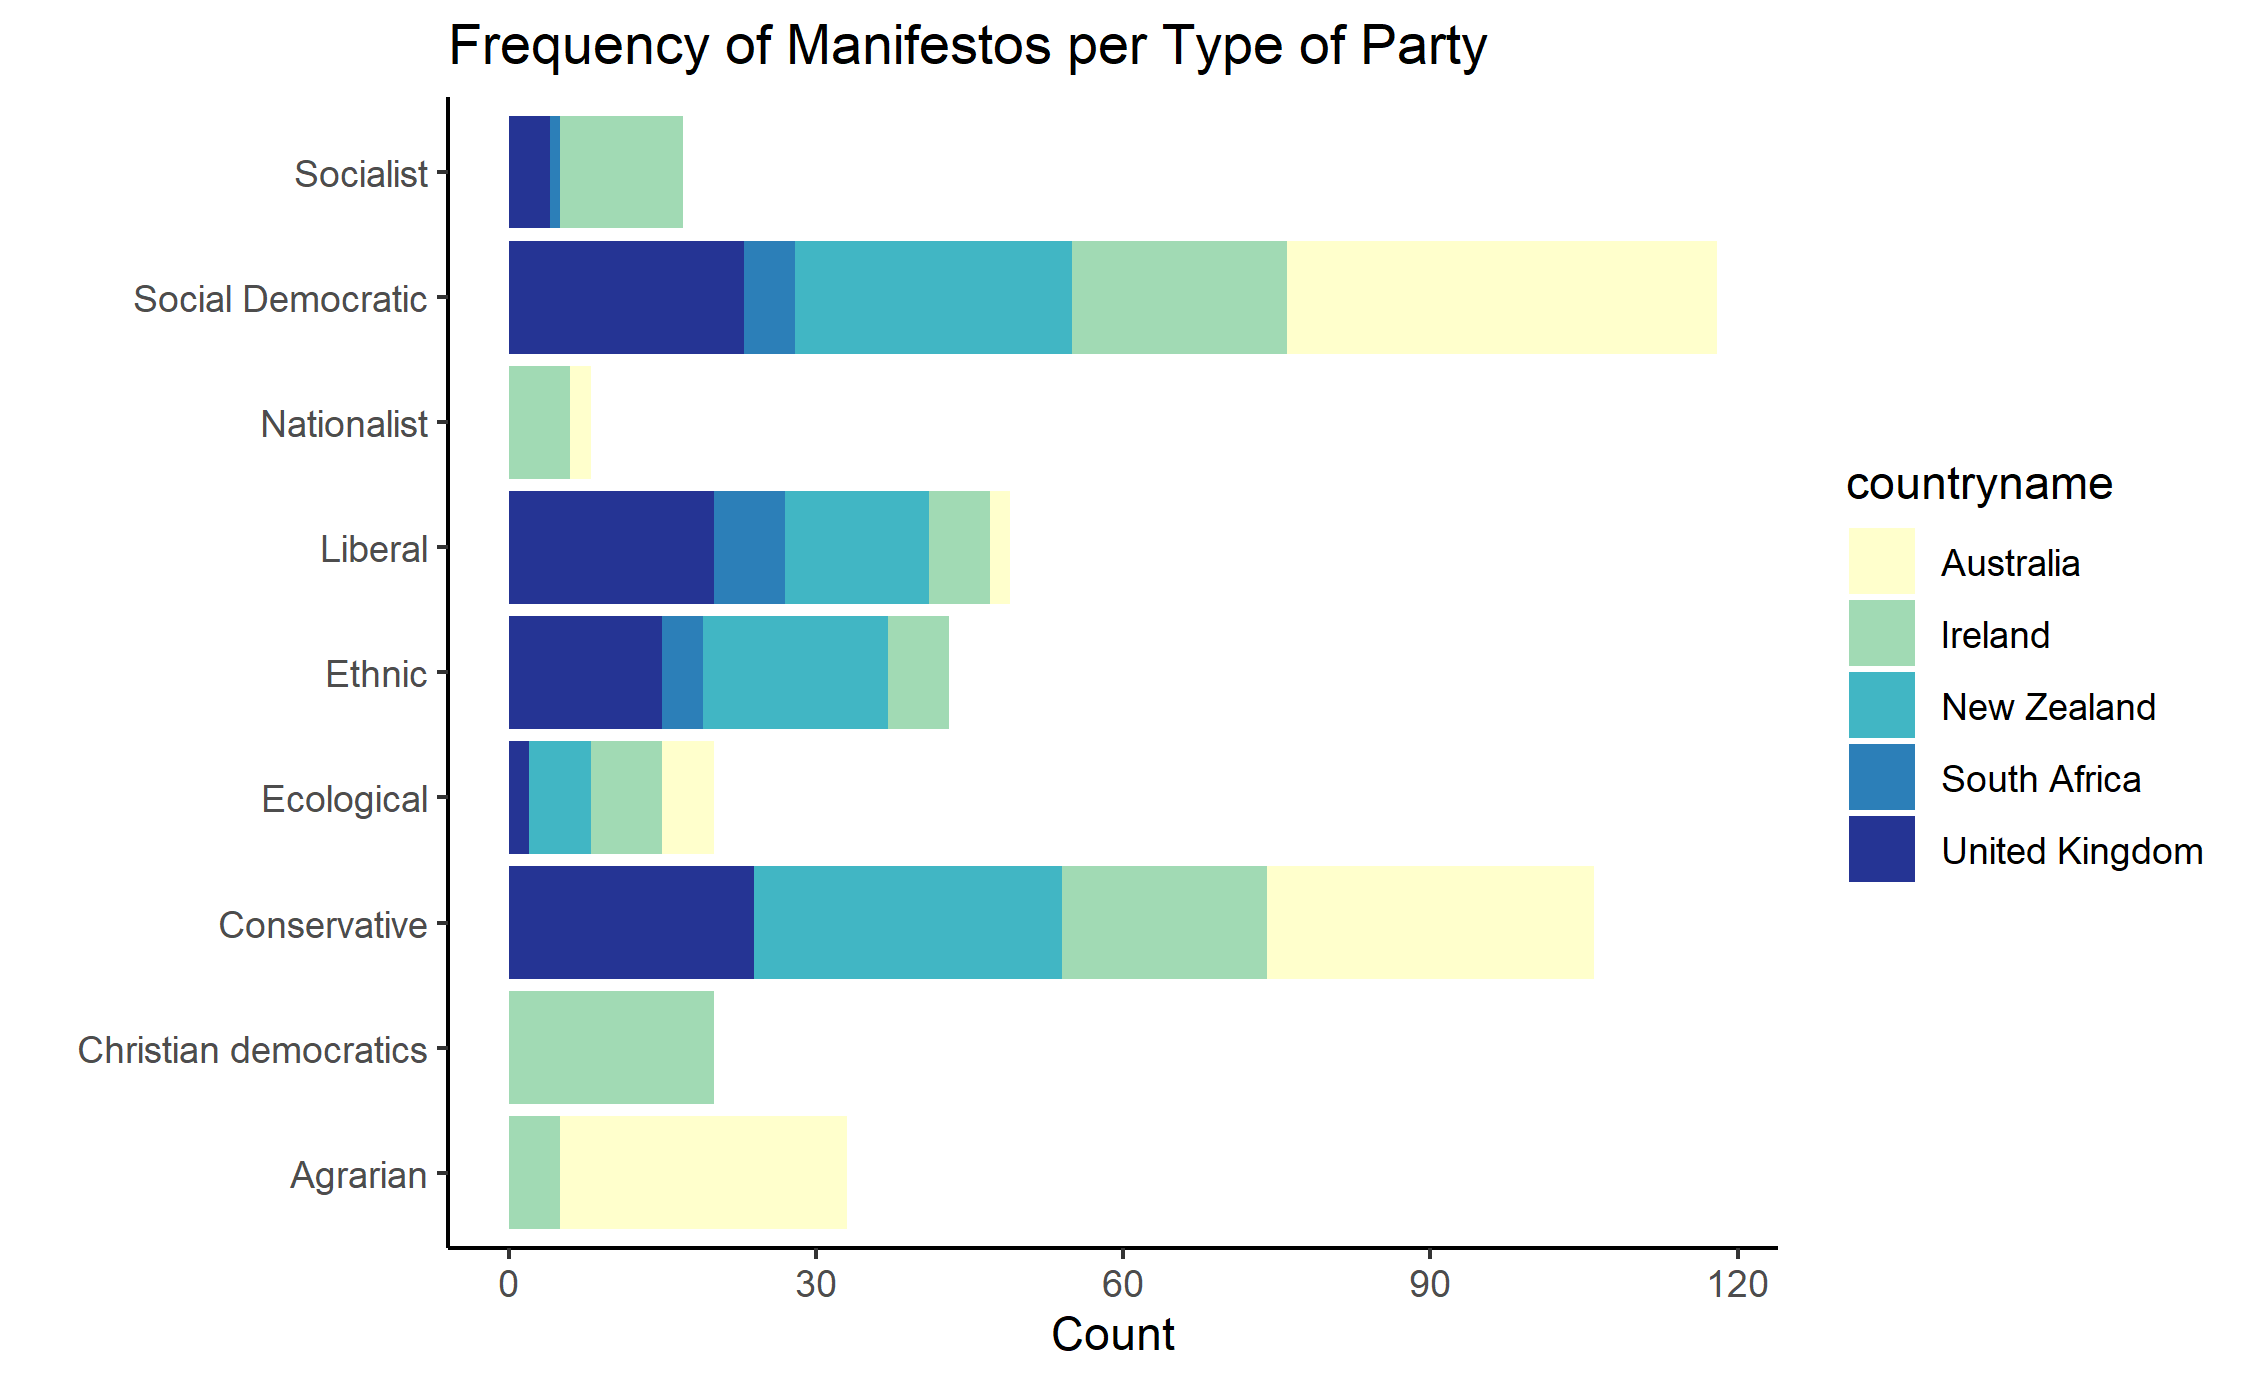 Frequency of Manifestos per Type of Party
Socialist
Social Democratic
Nationalist
Liberal
Ethnic
Ecological
Conservative
Christian democratics
Agrarian
0 30 60 90 120
Count
countryname
Australia
Ireland
New Zealand
South Africa
United Kingdom